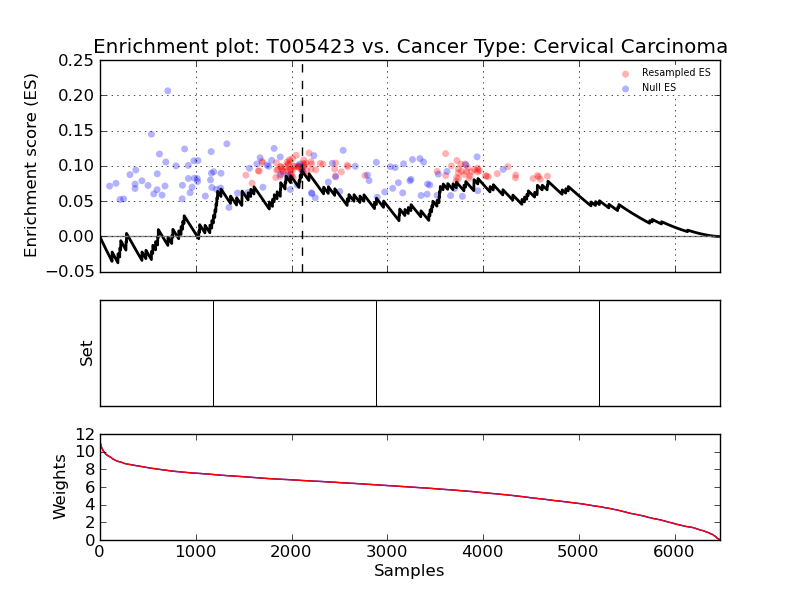 Enrichment plot: T005423 vs. Cancer Type: Cervical Carcinoma
0.25
0.20
0.15
0.10
0.05
0.00
−0.05
Enrichment score (ES)
Resampled ES
Null ES
Set
12
10
8
6
4
2
0
Weights
0 1000 2000 3000 4000 5000 6000
Samples